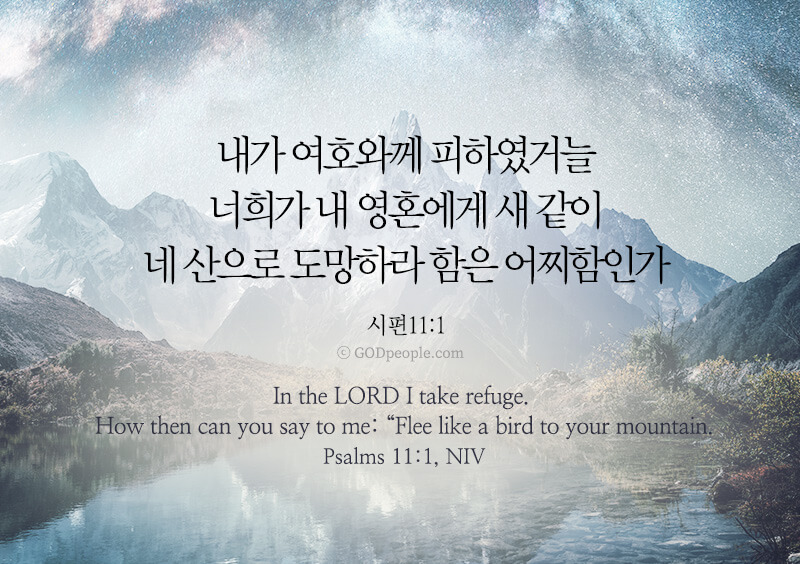 내가 여호와께 피하였거늘
너희가 내 영혼에게 새 같이
네 산으로 도망하라 함은 어찌함인가
시편11:1
© GODpeople.com
In the LORD I take refuge.
How then can you say to me: “Flee like a bird to your mountain.
Psalms 11:1, NIV